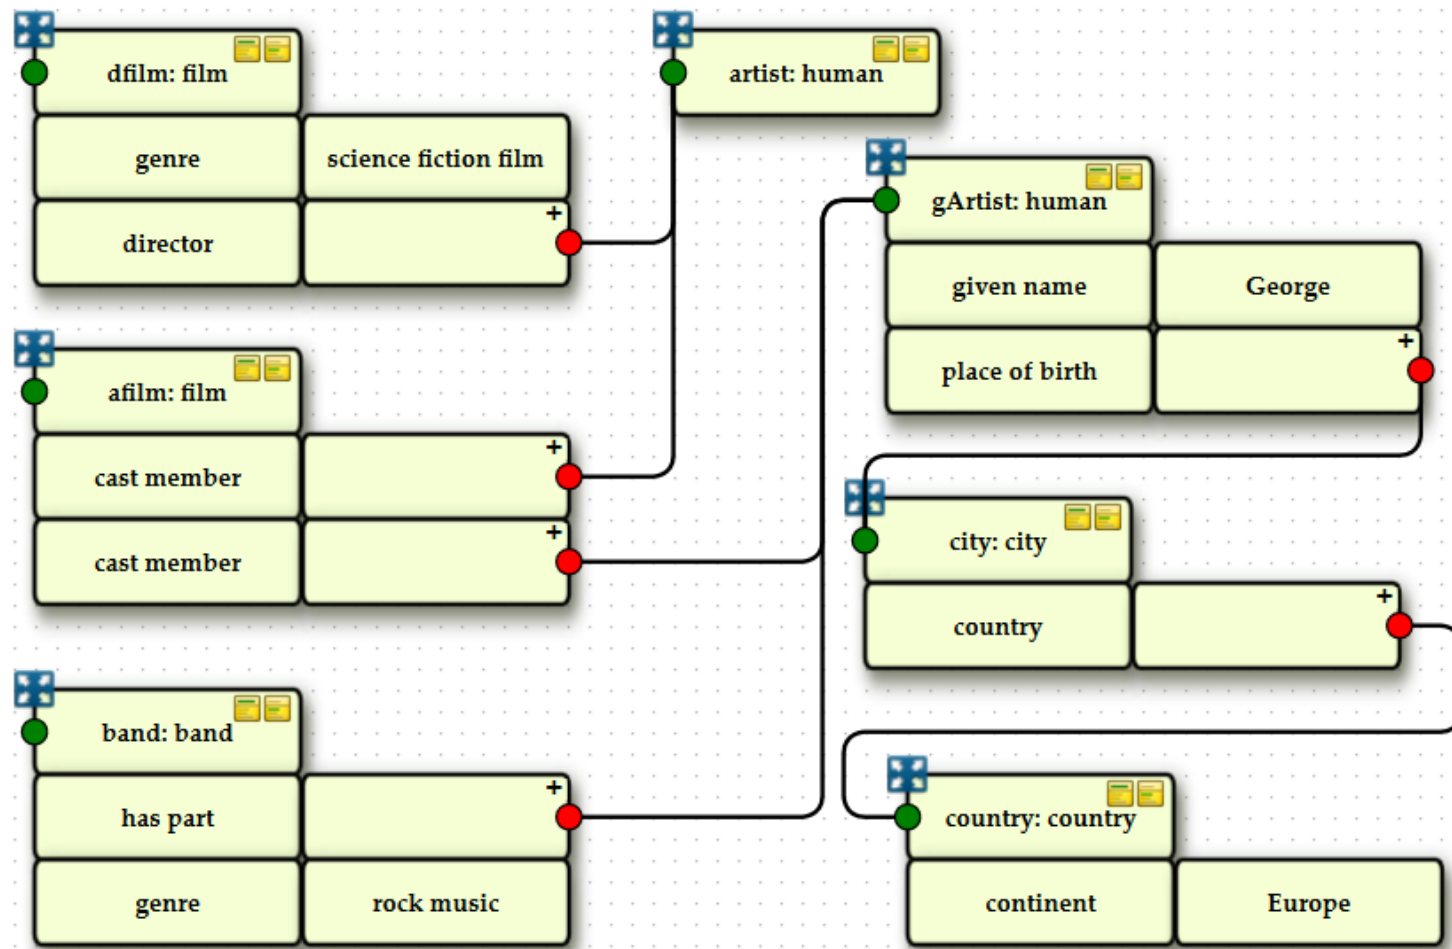 dfilm: film
genre science fiction film
director +
afilm: film
cast member +
cast member +
band: band
has part +
genre rock music
artist: human
gArtist: human
given name George
place of birth +
city: city
country +
country: country
continent Europe